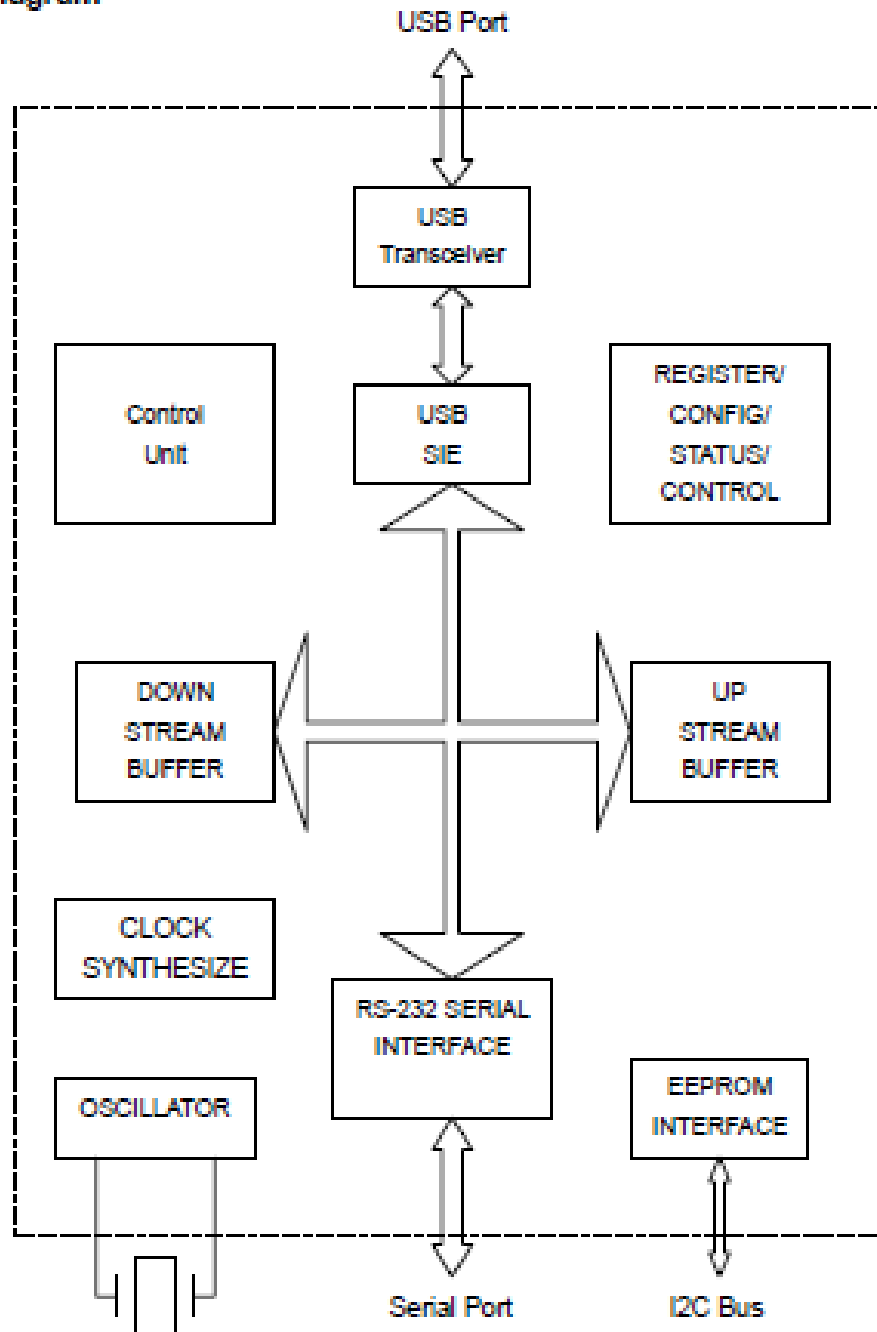 USB Port
USB
Transceiver
Control
Unit
USB
SIE
REGISTER/
CONFIG/
STATUS/
CONTROL
DOWN
STREAM
BUFFER
UP
STREAM
BUFFER
CLOCK
SYNTHESIZE
RS-232 SERIAL
INTERFACE
OSCILLATOR
EEPROM
INTERFACE
Serial Port
I2C Bus